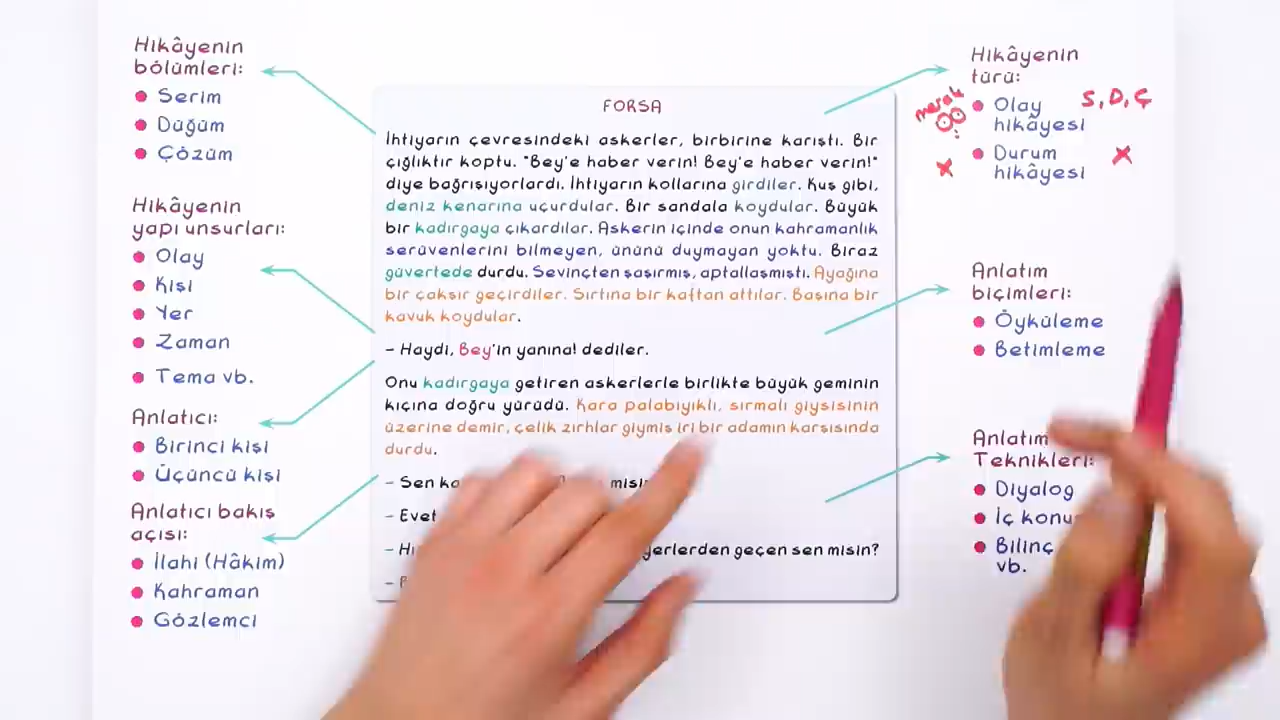 Hikâyenin
bölümleri:
Serim
Düğüm
Çözüm
Hikâyenin
yapı unsurları:
Olay
Kişi
Yer
Zaman
Tema vb.
Anlatıcı:
Birinci kişi
Üçüncü kişi
Anlatıcı bakış
açısı:
İlahi (Hâkim)
Kahraman
Gözlemci
FORSA
İhtiyarın çevresindeki askerler, birbirine karıştı. Bir
çığlıktır koptu. "Bey'e haber verin! Bey'e haber verin!"
diye bağrışıyorlardı. İhtiyarın kollarına girdiler. Kuş gibi,
deniz kenarına uçurdular. Bir sandala koydular. Büyük
bir kadırgaya çıkardılar. Askerin içinde onun kahramanlık
serüvenlerini bilmeyen, ününü duymayan yoktu. Biraz
güvertede durdu. Sevinçten şaşırmış, aptallaşmıştı. Ayağına
bir çakşır geçirdiler. Sırtına bir kaftan attılar. Başına bir
kavuk koydular.
– Haydi, Bey'in yanına! dediler.
Onu kadırgaya getiren askerlerle birlikte büyük geminin
kıçına doğru yürüdü. Kara palabıyıklı, sırmalı giysisinin
üzerine demir, çelik zırhlar giymiş iri bir adamın karşısında
durdu.
– Sen
– Evet
– yerlerden geçen sen misin?
–
Hikâyenin
türü:
merak
Olay S, D, Ç
hikâyesi
Durum
hikâyesi
Anlatım
biçimleri:
Öyküleme
Betimleme
Anlatım
Teknikleri:
Diyalog
İç
Bilinç
vb.